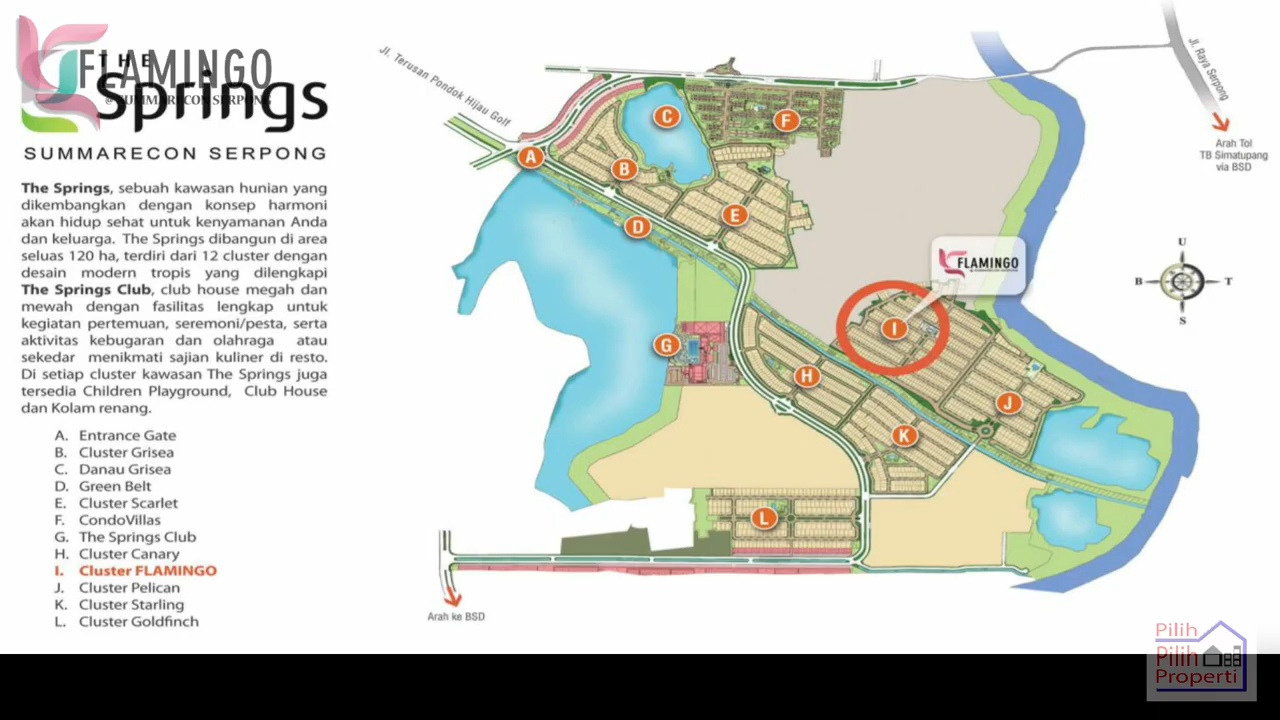 THE
FLAMINGO
@ SUMMARECON SERPONG
Springs
SUMMARECON SERPONG
The Springs, sebuah kawasan hunian yang
dikembangkan dengan konsep harmoni
akan hidup sehat untuk kenyamanan Anda
dan keluarga. The Springs dibangun di area
seluas 120 ha, terdiri dari 12 cluster dengan
desain modern tropis yang dilengkapi
The Springs Club, club house megah dan
mewah dengan fasilitas lengkap untuk
kegiatan pertemuan, seremoni/pesta, serta
aktivitas kebugaran dan olahraga atau
sekedar menikmati sajian kuliner di resto.
Di setiap cluster kawasan The Springs juga
tersedia Children Playground, Club House
dan Kolam renang.
A. Entrance Gate
B. Cluster Grisea
C. Danau Grisea
D. Green Belt
E. Cluster Scarlet
F. CondoVillas
G. The Springs Club
H. Cluster Canary
I. Cluster FLAMINGO
J. Cluster Pelican
K. Cluster Starling
L. Cluster Goldfinch
Jl. Terusan Pondok Hijau Golf
Jl. Raya Serpong
Arah Tol
TB Simatupang
via BSD
A
B
C
D
E
F
G
H
I
J
K
L
FLAMINGO
U
B
T
S
Arah ke BSD
Pilih
Pilih
Properti